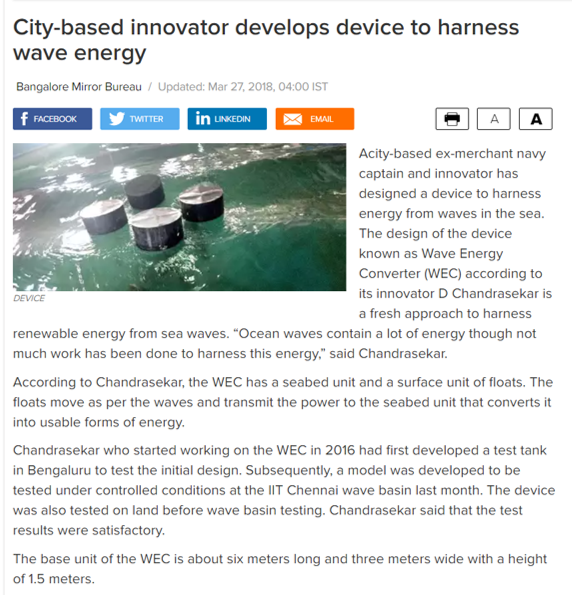 City-based innovator develops device to harness
wave energy
Bangalore Mirror Bureau / Updated: Mar 27, 2018, 04:00 IST
f FACEBOOK TWITTER in LINKEDIN EMAIL A A
Acity-based ex-merchant navy
captain and innovator has
designed a device to harness
energy from waves in the sea.
The design of the device
known as Wave Energy
Converter (WEC) according to
its innovator D Chandrasekar is
DEVICE
a fresh approach to harness
renewable energy from sea waves. “Ocean waves contain a lot of energy though not
much work has been done to harness this energy,” said Chandrasekar.
According to Chandrasekar, the WEC has a seabed unit and a surface unit of floats. The
floats move as per the waves and transmit the power to the seabed unit that converts it
into usable forms of energy.
Chandrasekar who started working on the WEC in 2016 had first developed a test tank
in Bengaluru to test the initial design. Subsequently, a model was developed to be
tested under controlled conditions at the IIT Chennai wave basin last month. The device
was also tested on land before wave basin testing. Chandrasekar said that the test
results were satisfactory.
The base unit of the WEC is about six meters long and three meters wide with a height
of 1.5 meters.